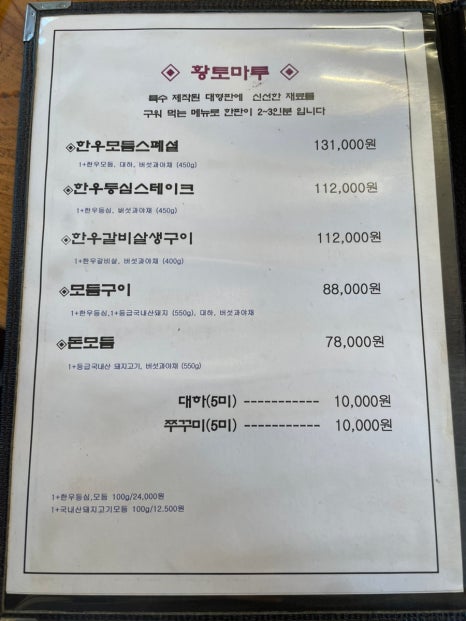 ◈ 황토마루 ◈
특수 제작된 대형판에 신선한 재료를
구워 먹는 메뉴로 한판이 2-3인분 입니다
◈한우모듬스페셜 131,000원
1+한우모듬, 대하, 버섯과야채 (450g)
◈한우등심스테이크 112,000원
1+한우등심, 버섯과야채 (450g)
◈한우갈비살생구이 112,000원
1+한우갈비살, 버섯과야채 (400g)
◈모듬구이 88,000원
1+한우등심,1+등급국내산돼지 (550g), 대하, 버섯과야채
◈돈모듬 78,000원
1+등급국내산 돼지고기, 버섯과야채 (550g)
대하(5미) ----------- 10,000원
쭈꾸미(5미) ----------- 10,000원
1+한우등심,모듬 100g/24,000원
1+국내산돼지고기모듬 100g/12,500원